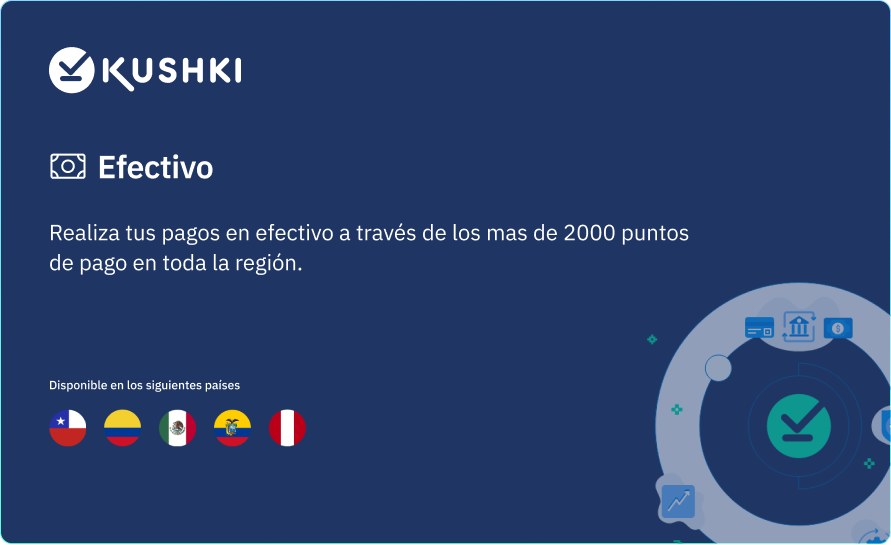 KUSHKI
Efectivo
Realiza tus pagos en efectivo a través de los mas de 2000 puntos
de pago en toda la región.
Disponible en los siguientes países